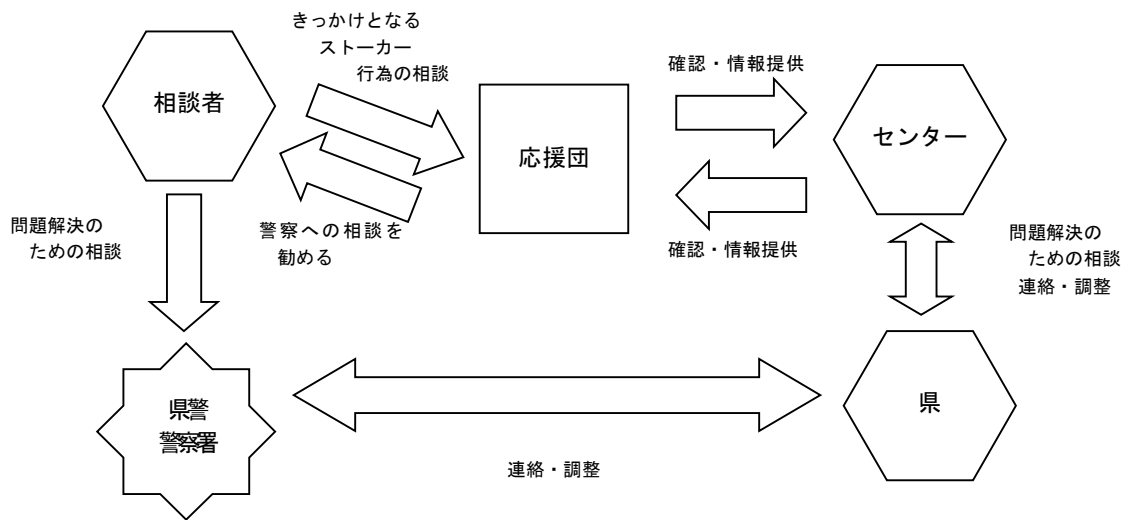 きっかけとなる
ストーカー
行為の相談
相談者
応援団
確認・情報提供
センター
確認・情報提供
警察への相談を
勧める
問題解決の
ための相談
問題解決の
ための相談
連絡・調整
県警
警察署
県
連絡・調整